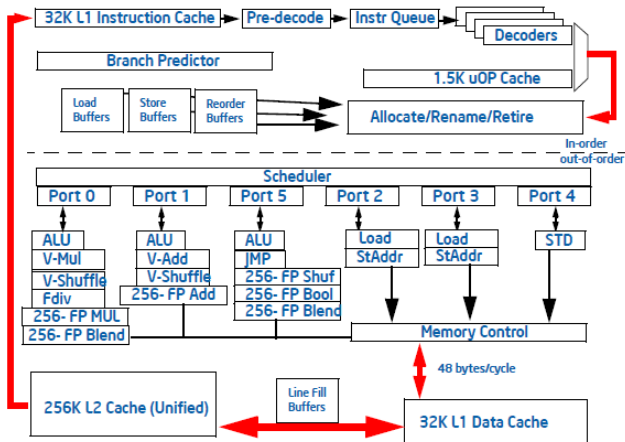 32K L1 Instruction Cache
Pre-decode
Instr Queue
Decoders
Branch Predictor
1.5K uOP Cache
Load
Buffers
Store
Buffers
Reorder
Buffers
Allocate/Rename/Retire
In-order
out-of-order
Scheduler
Port 0
Port 1
Port 5
Port 2
Port 3
Port 4
ALU
V-Mul
V-Shuffle
Fdiv
256- FP MUL
256- FP Blend
ALU
V-Add
V-Shuffle
256- FP Add
ALU
JMP
256- FP Shuf
256- FP Bool
256- FP Blend
Load
StAddr
Load
StAddr
STD
Memory Control
48 bytes/cycle
256K L2 Cache (Unified)
Line Fill
Buffers
32K L1 Data Cache